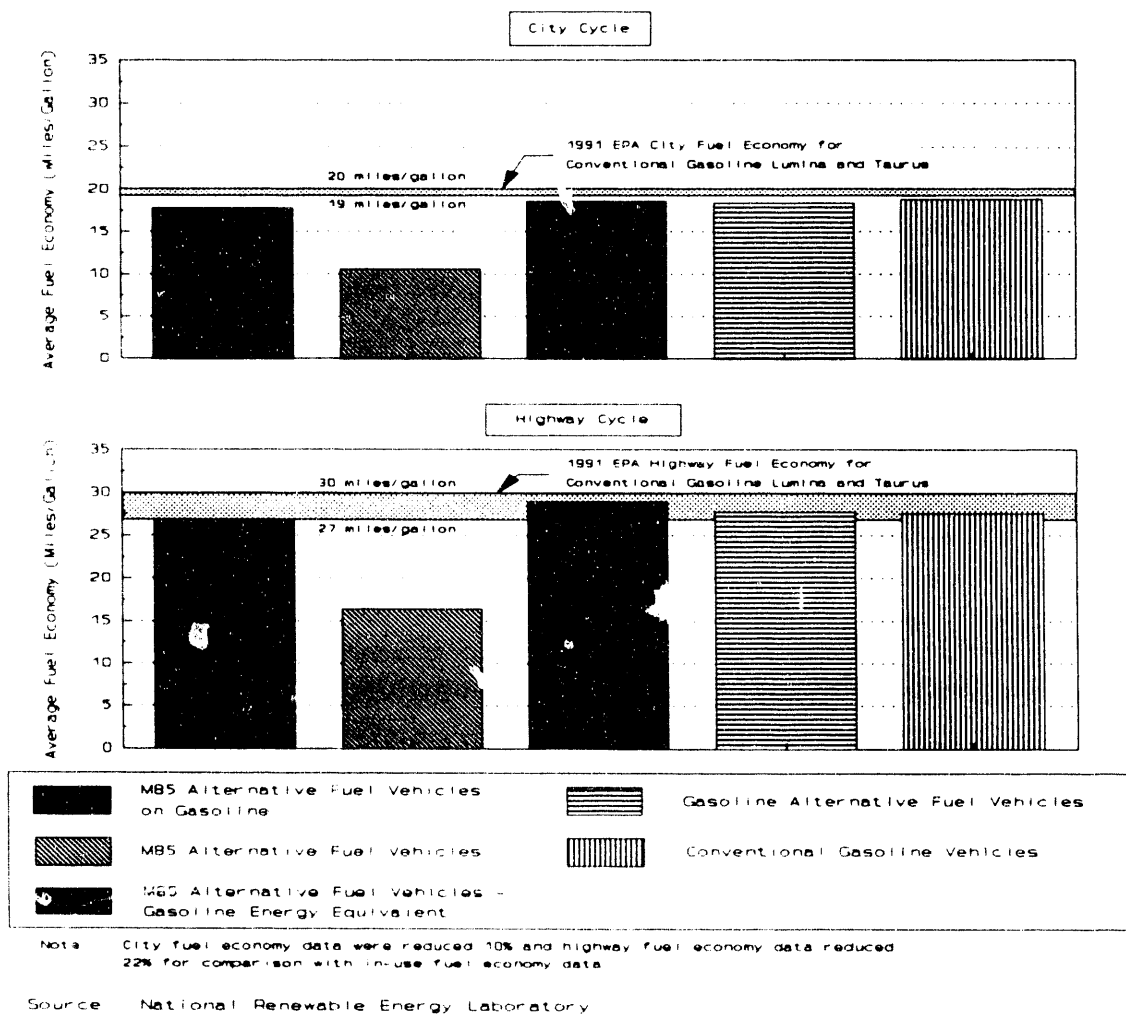 City Cycle
Average Fuel Economy (Miles/Gallon)
35
30
25
20
15
10
5
0
1991 EPA City Fuel Economy for
Conventional Gasoline Lumina and Taurus
20 miles/gallon
19 miles/gallon
Highway Cycle
Average Fuel Economy (Miles/Gallon)
35
30
25
20
15
10
5
0
1991 EPA Highway Fuel Economy for
Conventional Gasoline Lumina and Taurus
30 miles/gallon
27 miles/gallon
M85 Alternative Fuel Vehicles
on Gasoline
M85 Alternative Fuel Vehicles
M85 Alternative Fuel Vehicles -
Gasoline Energy Equivalent
Gasoline Alternative Fuel Vehicles
Conventional Gasoline Vehicles
Note City fuel economy data were reduced 10% and highway fuel economy data reduced
22% for comparison with in-use fuel economy data
Source National Renewable Energy Laboratory